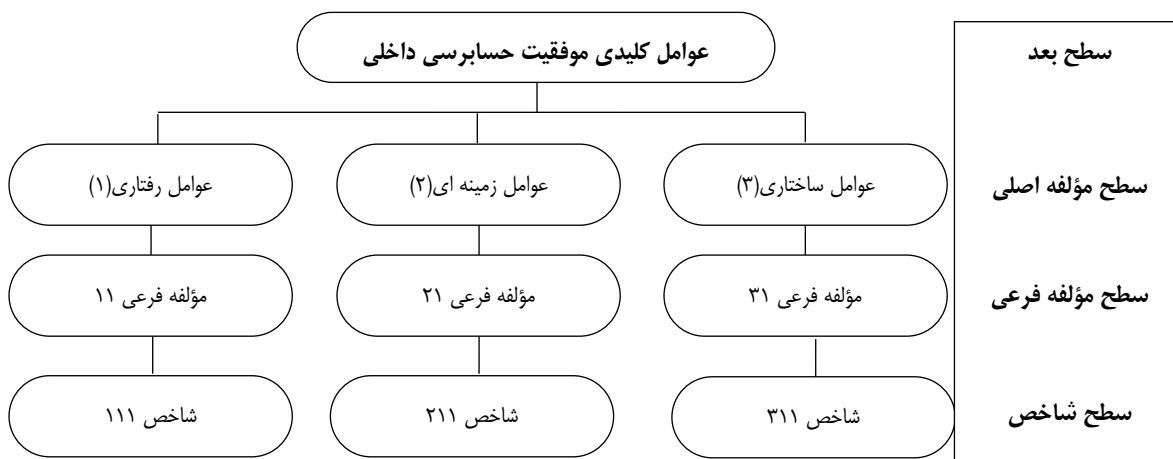 عوامل کلیدی موفقیت حسابرسی داخلی
سطح بعد
عوامل ساختاری(۳)
عوامل زمینه ای(۲)
عوامل رفتاری(۱)
سطح مؤلفه اصلی
مؤلفه فرعی ۳۱
مؤلفه فرعی ۲۱
مؤلفه فرعی ۱۱
سطح مؤلفه فرعی
شاخص ۳۱۱
شاخص ۲۱۱
شاخص ۱۱۱
سطح شاخص